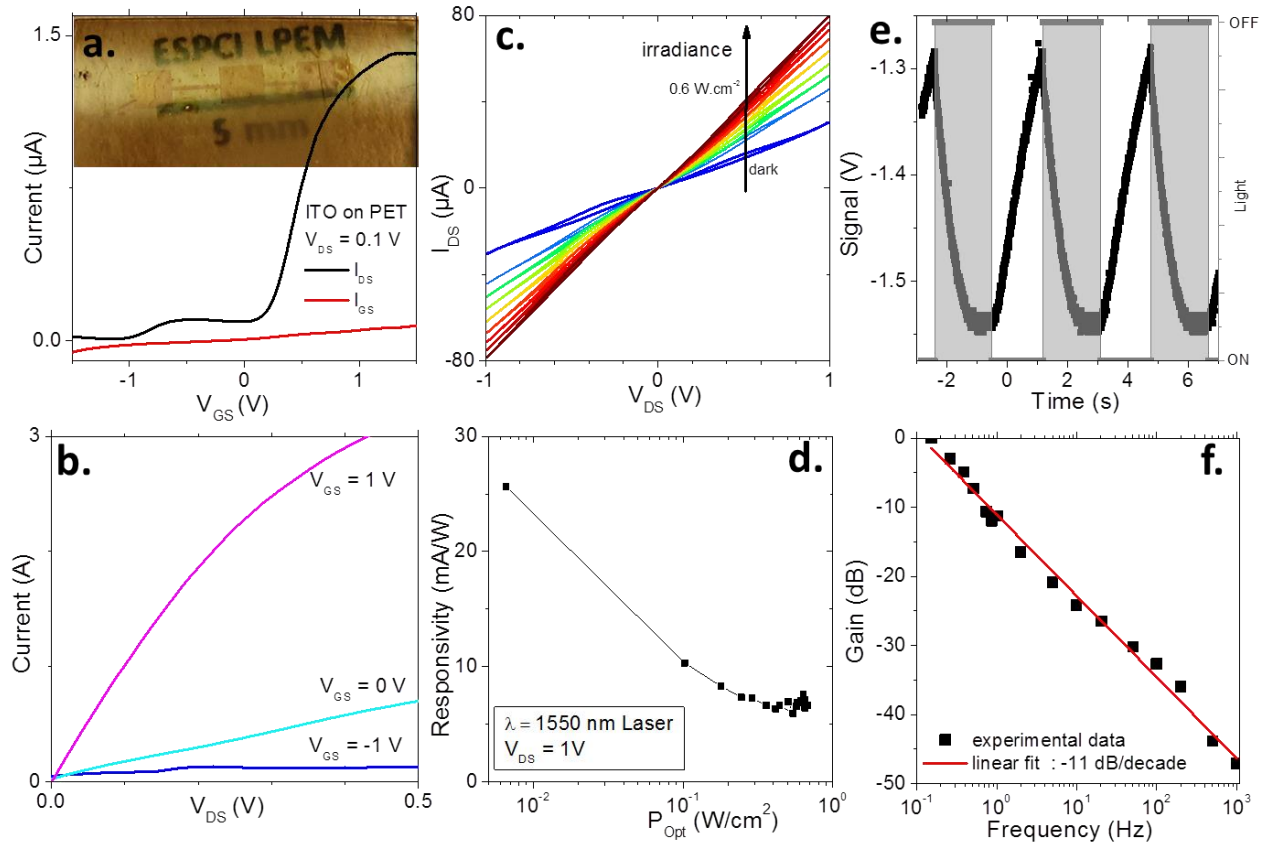 a.
ESPCI LPEM
5 mm
1.5
0.0
Current (µA)
ITO on PET
V_DS = 0.1 V
I_DS
I_GS
-1
0
1
V_GS (V)
b.
3
0
Current (A)
V_GS = 1 V
V_GS = 0 V
V_GS = -1 V
0.0
0.5
V_DS (V)
c.
80
0
-80
I_DS (µA)
irradiance
0.6 W.cm⁻²
dark
-1
0
1
V_DS (V)
d.
30
20
10
0
Responsivity (mA/W)
λ = 1550 nm Laser
V_DS = 1V
10⁻²
10⁻¹
10⁰
P_Opt (W/cm²)
e.
-1.3
-1.4
-1.5
Signal (V)
OFF
Light
ON
-2
0
2
4
6
Time (s)
f.
0
-10
-20
-30
-40
-50
Gain (dB)
experimental data
linear fit : -11 dB/decade
10⁻¹
10⁰
10¹
10²
10³
Frequency (Hz)